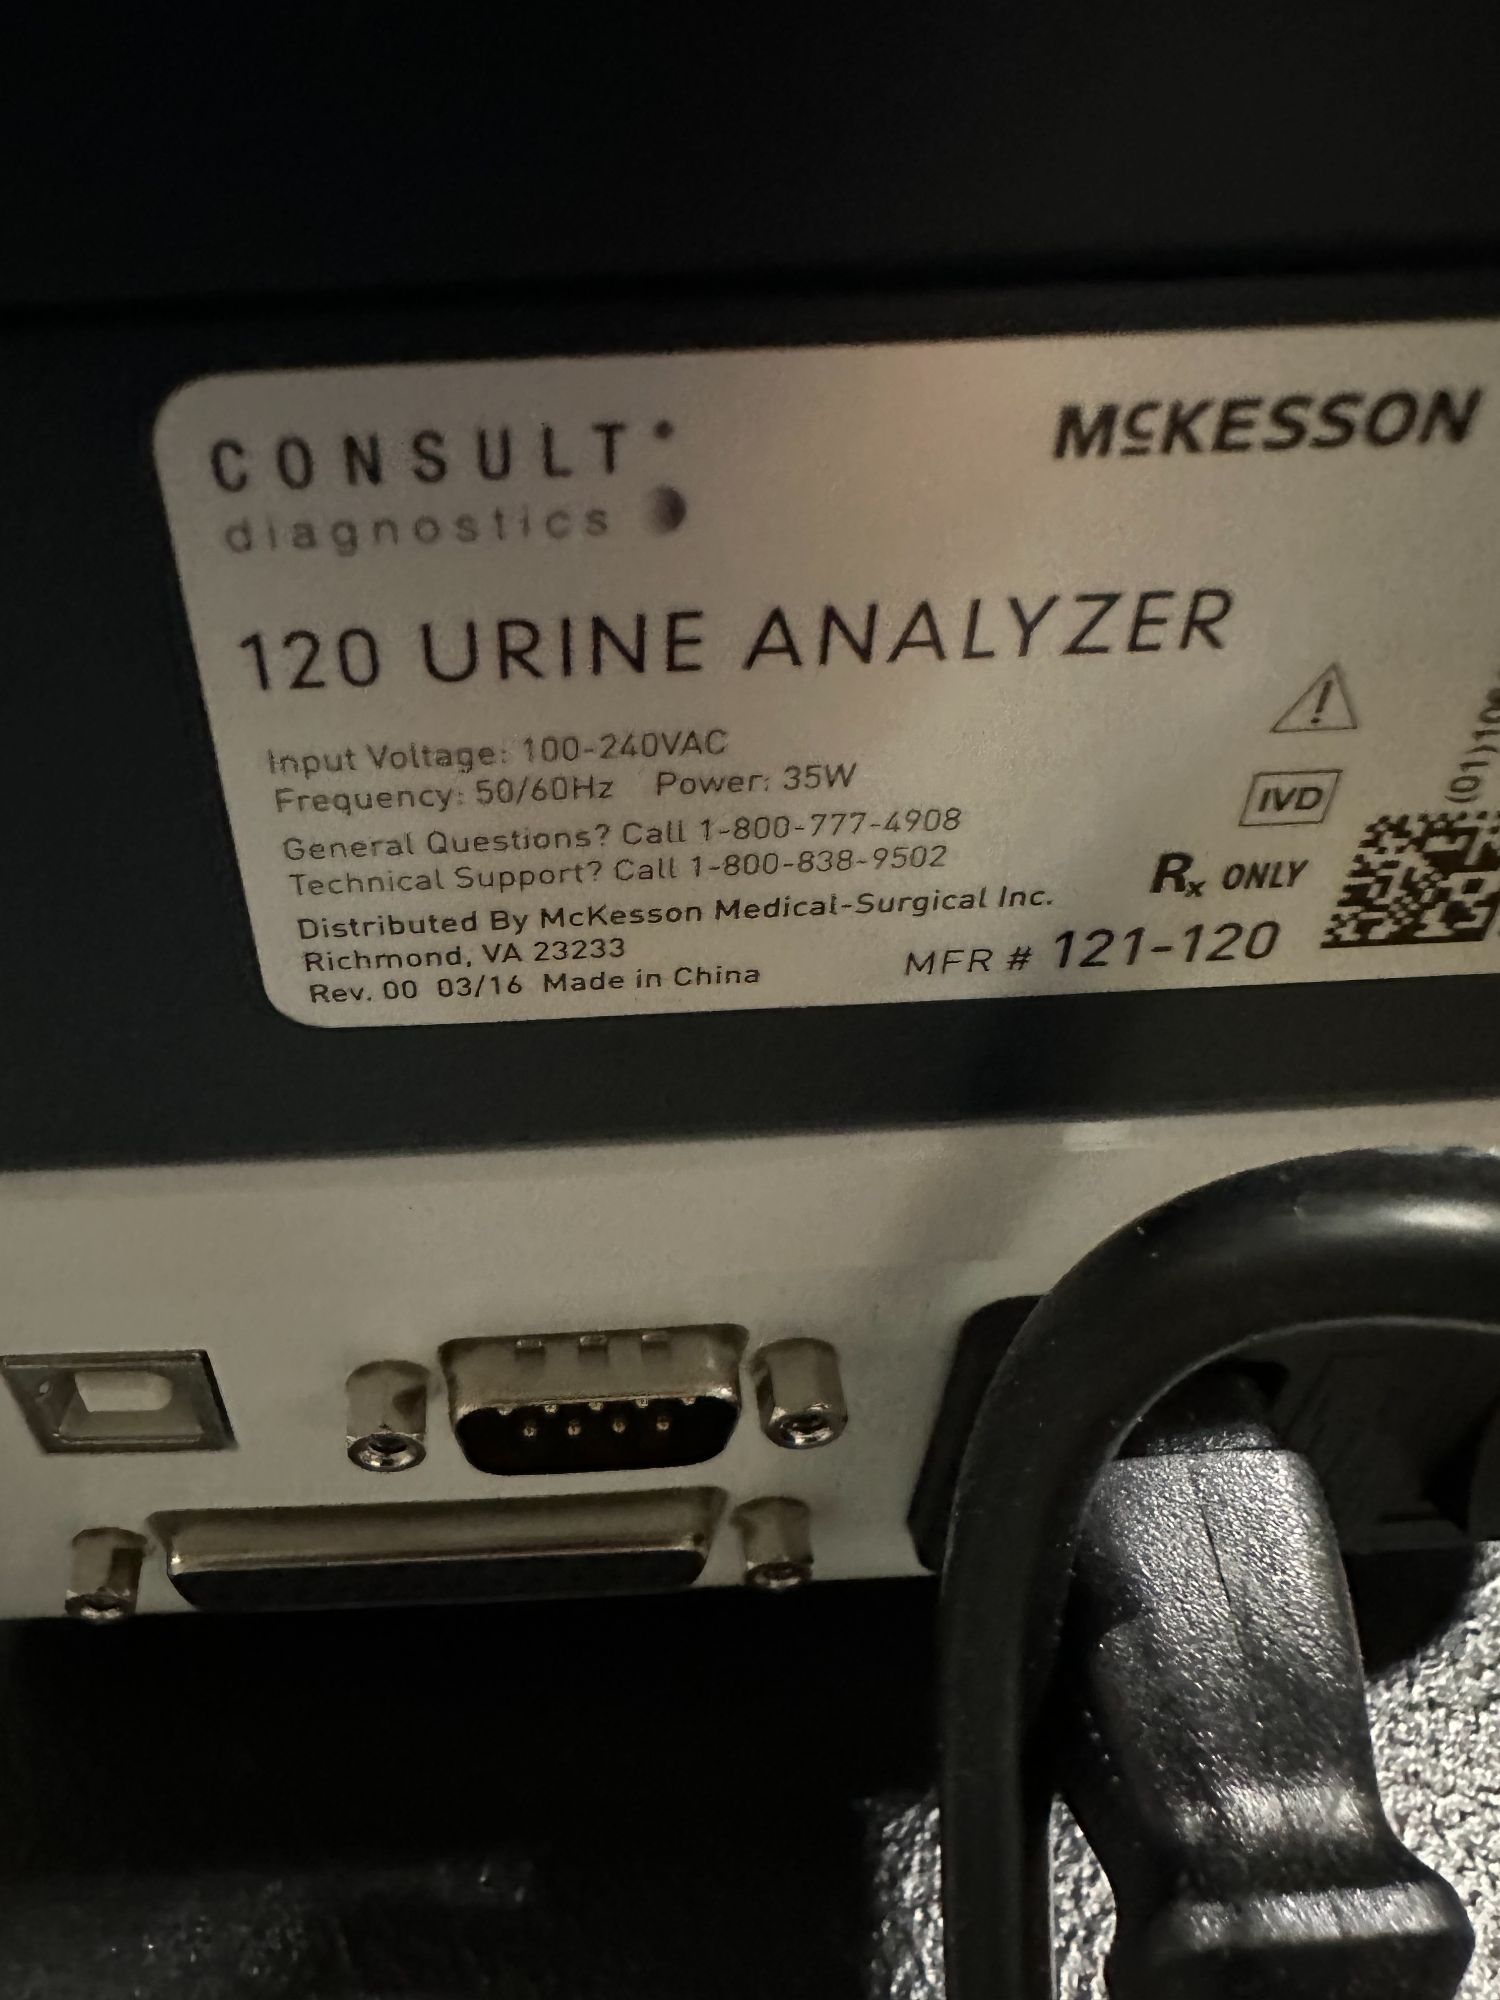 CONSULT
diagnostics
McKESSON
120 URINE ANALYZER
Input Voltage: 100-240VAC
Frequency: 50/60Hz Power: 35W
General Questions? Call 1-800-777-4908
Technical Support? Call 1-800-838-9502
Distributed By McKesson Medical-Surgical Inc.
Richmond, VA 23233
Rev. 00 03/16 Made in China
IVD
Rx ONLY
MFR # 121-120
(01)